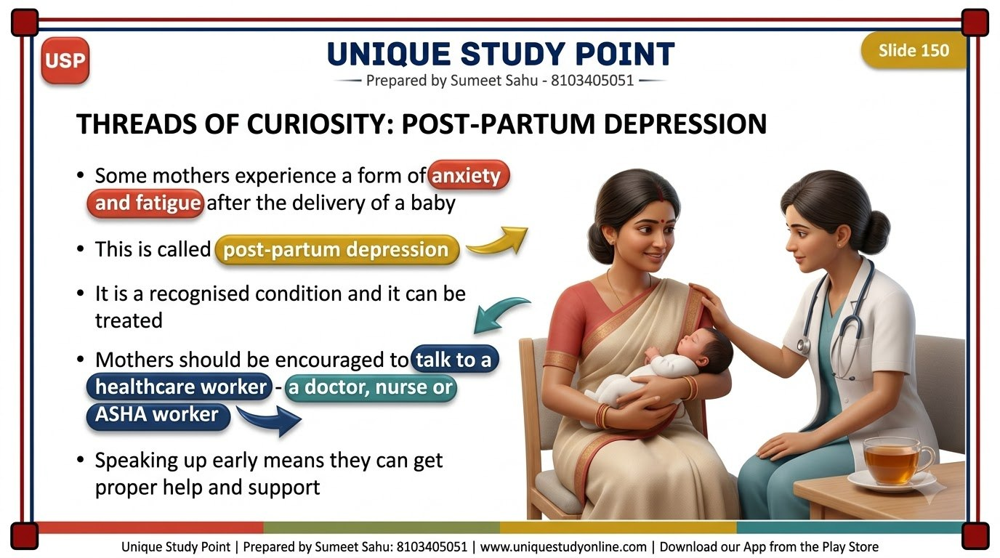 USP
UNIQUE STUDY POINT
Prepared by Sumeet Sahu - 8103405051
Slide 150
THREADS OF CURIOSITY: POST-PARTUM DEPRESSION
• Some mothers experience a form of anxiety
and fatigue after the delivery of a baby
• This is called post-partum depression
• It is a recognised condition and it can be
treated
• Mothers should be encouraged to talk to a
healthcare worker - a doctor, nurse or
ASHA worker
• Speaking up early means they can get
proper help and support
Unique Study Point | Prepared by Sumeet Sahu: 8103405051 | www.uniquestudyonline.com | Download our App from the Play Store